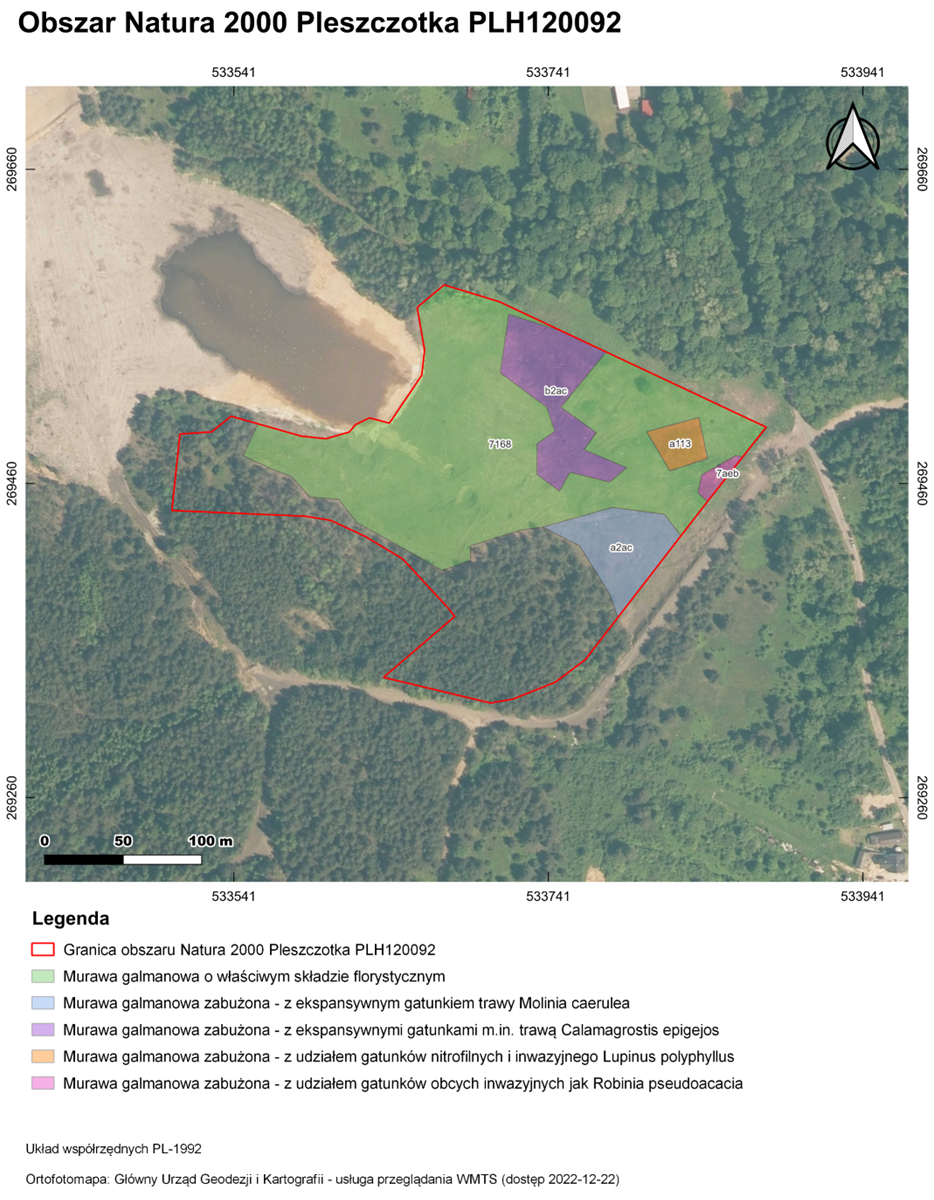 Obszar Natura 2000 Pleszczotka PLH120092
533541 533741 533941
269660 269660
b2ac
7168 a113
7aeb
269460 269460
a2ac
269260 269260
0 50 100 m
533541 533741 533941
Legenda
Granica obszaru Natura 2000 Pleszczotka PLH120092
Murawa galmanowa o właściwym składzie florystycznym
Murawa galmanowa zabużona - z ekspansywnym gatunkiem trawy Molinia caerulea
Murawa galmanowa zabużona - z ekspansywnymi gatunkami m.in. trawą Calamagrostis epigejos
Murawa galmanowa zabużona - z udziałem gatunków nitrofilnych i inwazyjnego Lupinus polyphyllus
Murawa galmanowa zabużona - z udziałem gatunków obcych inwazyjnych jak Robinia pseudoacacia
Układ współrzędnych PL-1992
Ortofotomapa: Główny Urząd Geodezji i Kartografii - usługa przeglądania WMTS (dostęp 2022-12-22)